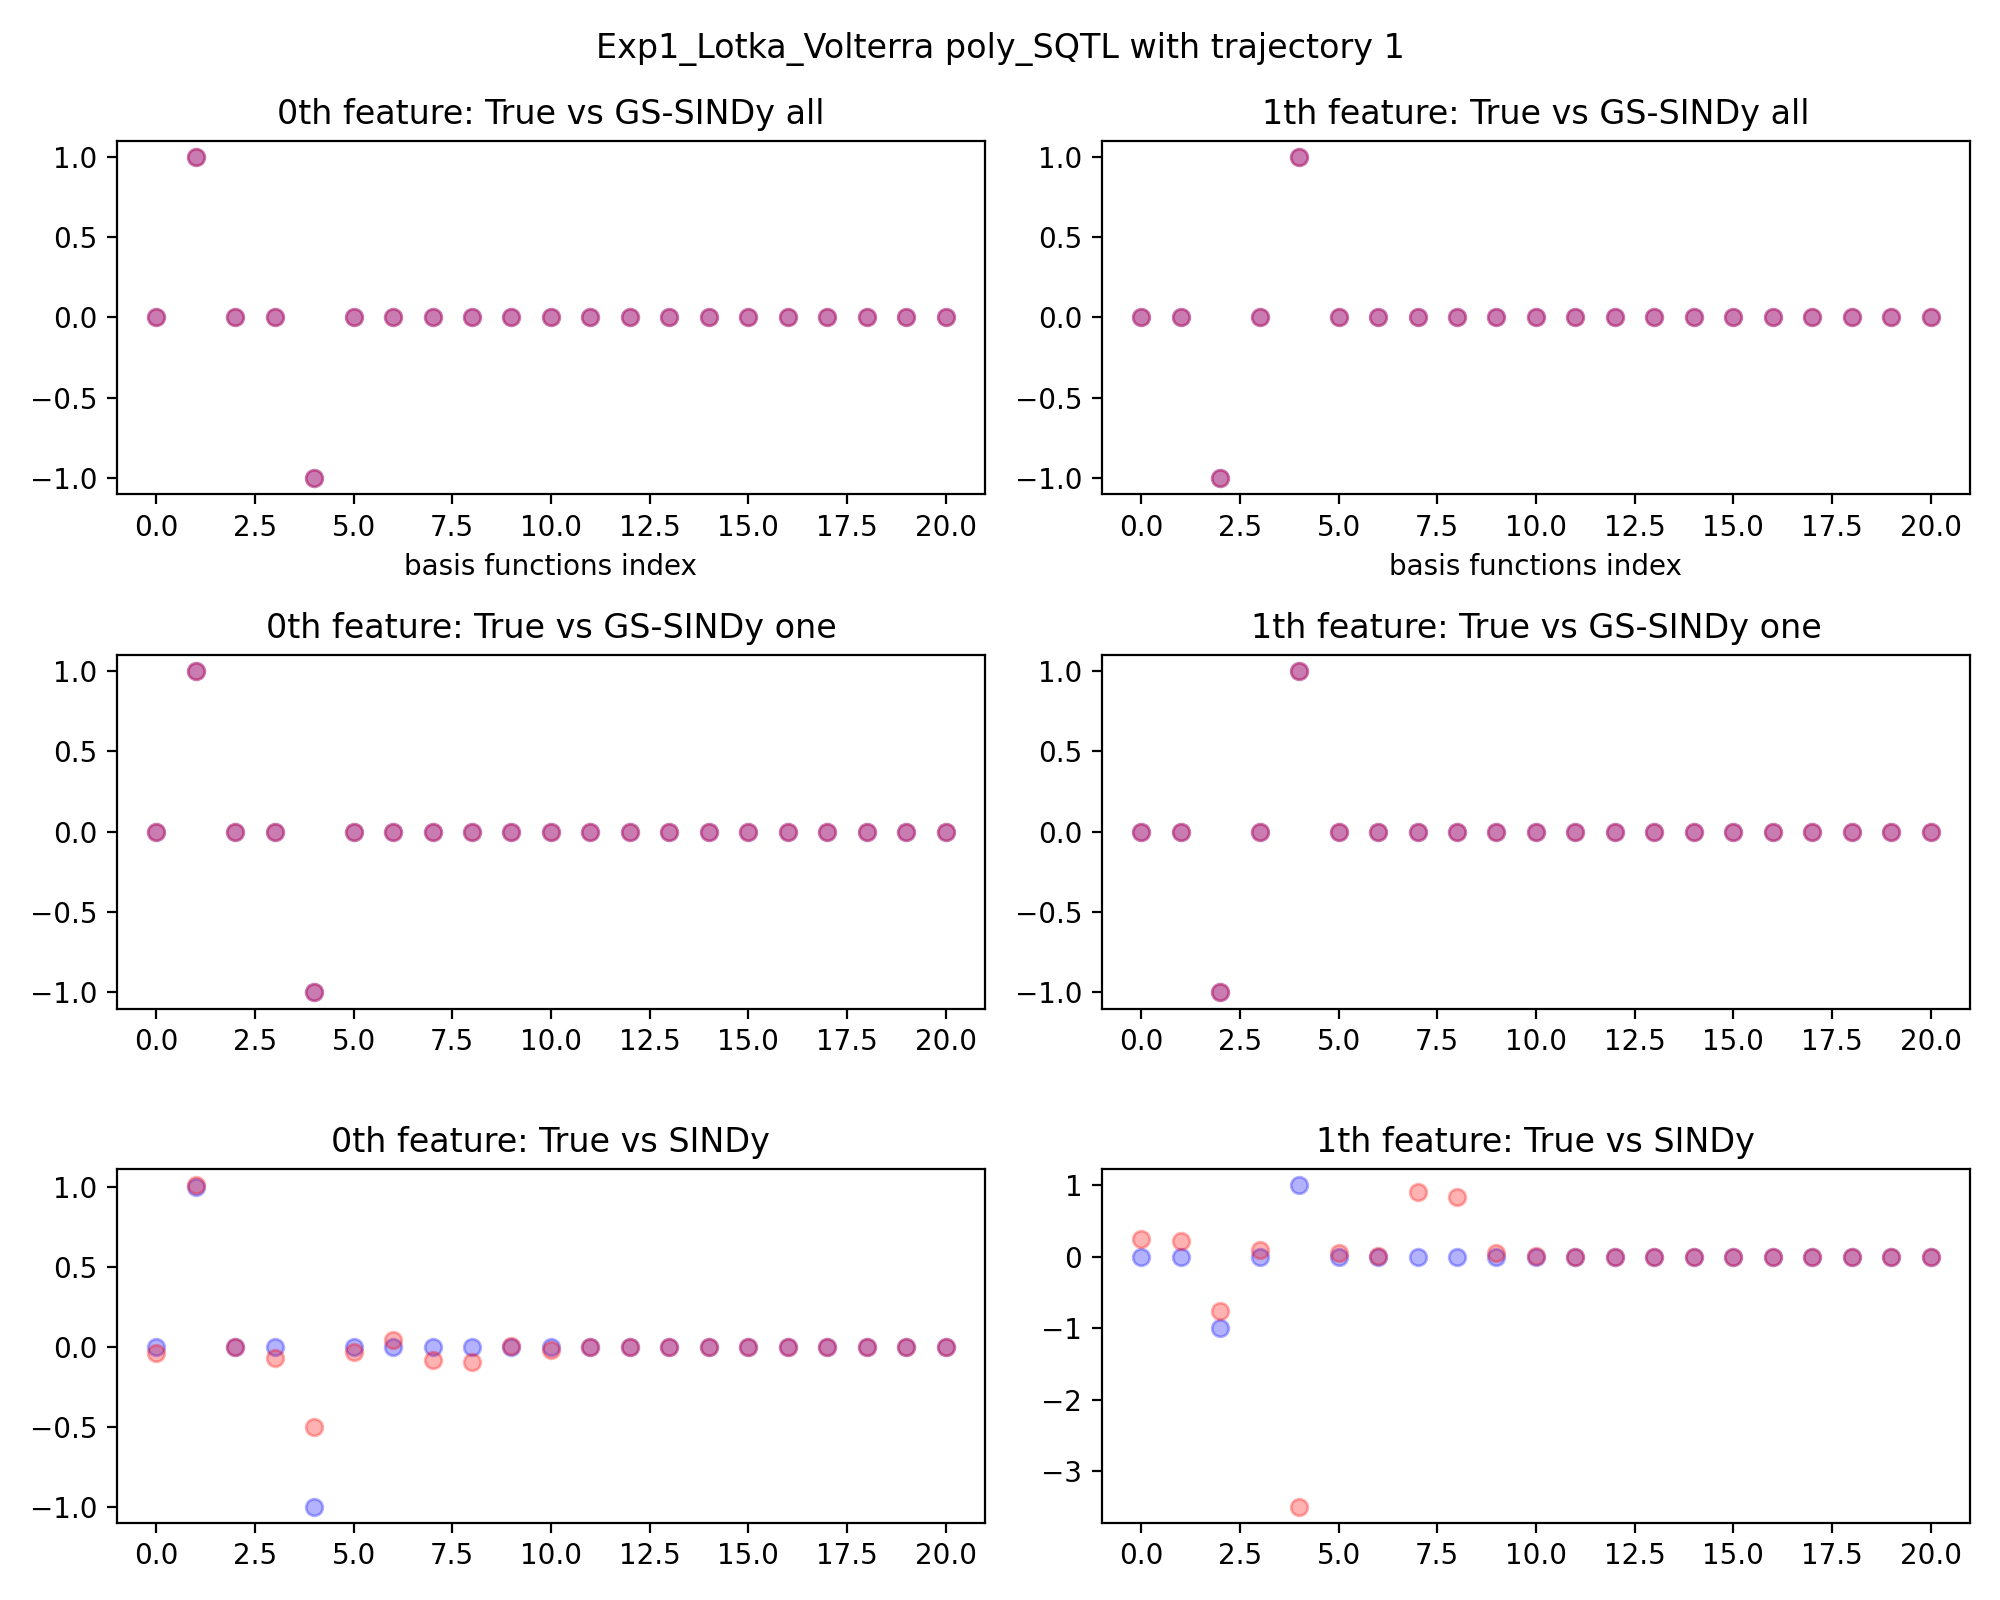 Exp1_Lotka_Volterra poly_SQTL with trajectory 1
0th feature: True vs GS-SINDy all
1.0
0.5
0.0
−0.5
−1.0
0.0 2.5 5.0 7.5 10.0 12.5 15.0 17.5 20.0
basis functions index
1th feature: True vs GS-SINDy all
1.0
0.5
0.0
−0.5
−1.0
0.0 2.5 5.0 7.5 10.0 12.5 15.0 17.5 20.0
basis functions index
0th feature: True vs GS-SINDy one
1.0
0.5
0.0
−0.5
−1.0
0.0 2.5 5.0 7.5 10.0 12.5 15.0 17.5 20.0
1th feature: True vs GS-SINDy one
1.0
0.5
0.0
−0.5
−1.0
0.0 2.5 5.0 7.5 10.0 12.5 15.0 17.5 20.0
0th feature: True vs SINDy
1.0
0.5
0.0
−0.5
−1.0
0.0 2.5 5.0 7.5 10.0 12.5 15.0 17.5 20.0
1th feature: True vs SINDy
1
0
−1
−2
−3
0.0 2.5 5.0 7.5 10.0 12.5 15.0 17.5 20.0